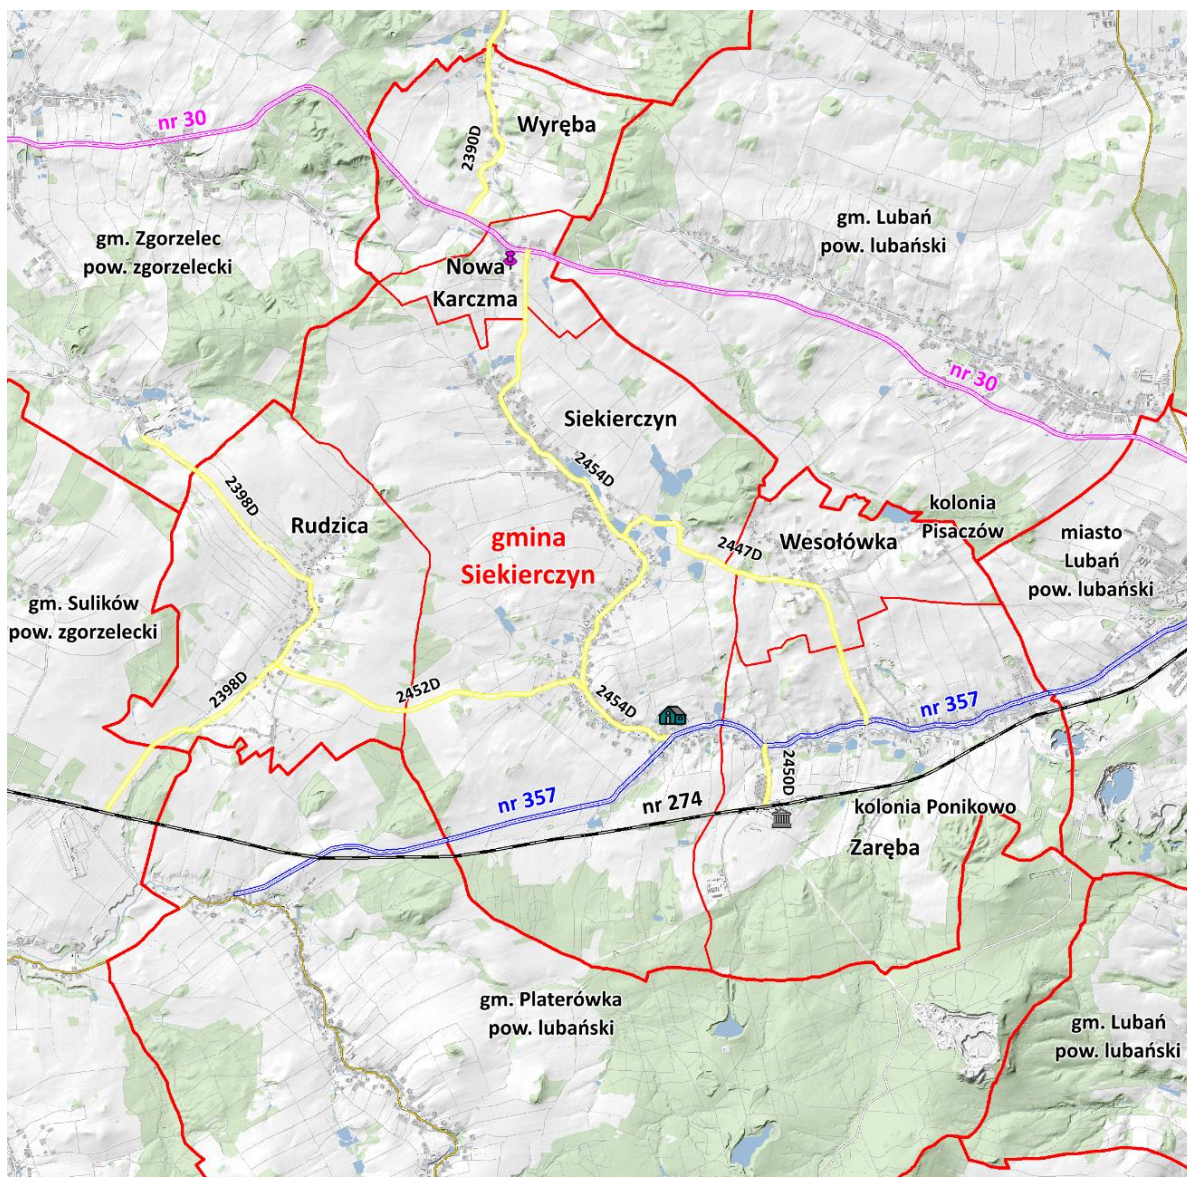 nr 30
Wyręba
2390D
gm. Lubań
pow. lubański
gm. Zgorzelec
pow. zgorzelecki
Nowa
Karczma
nr 30
Siekierczyn
2454D
2398D
Rudzica
gmina
Siekierczyn
2447D
Wesołówka
kolonia
Pisaczów
miasto
Lubań
pow. lubański
gm. Sulików
pow. zgorzelecki
2398D
2452D
2454D
nr 357
2450D
nr 357
nr 274
kolonia Ponikowo
Zaręba
gm. Platerówka
pow. lubański
gm. Lubań
pow. lubański